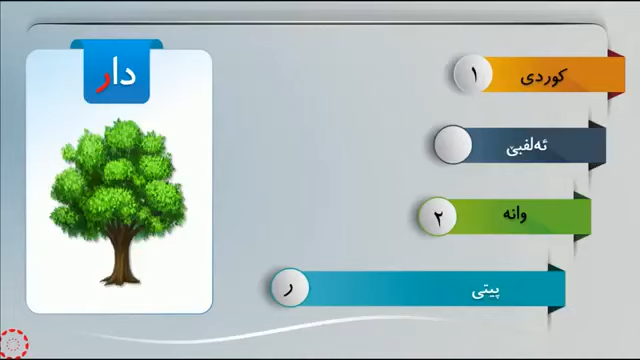 دار
کوردی ١
ئەلفبێ
وانە ٢
پیتی ر